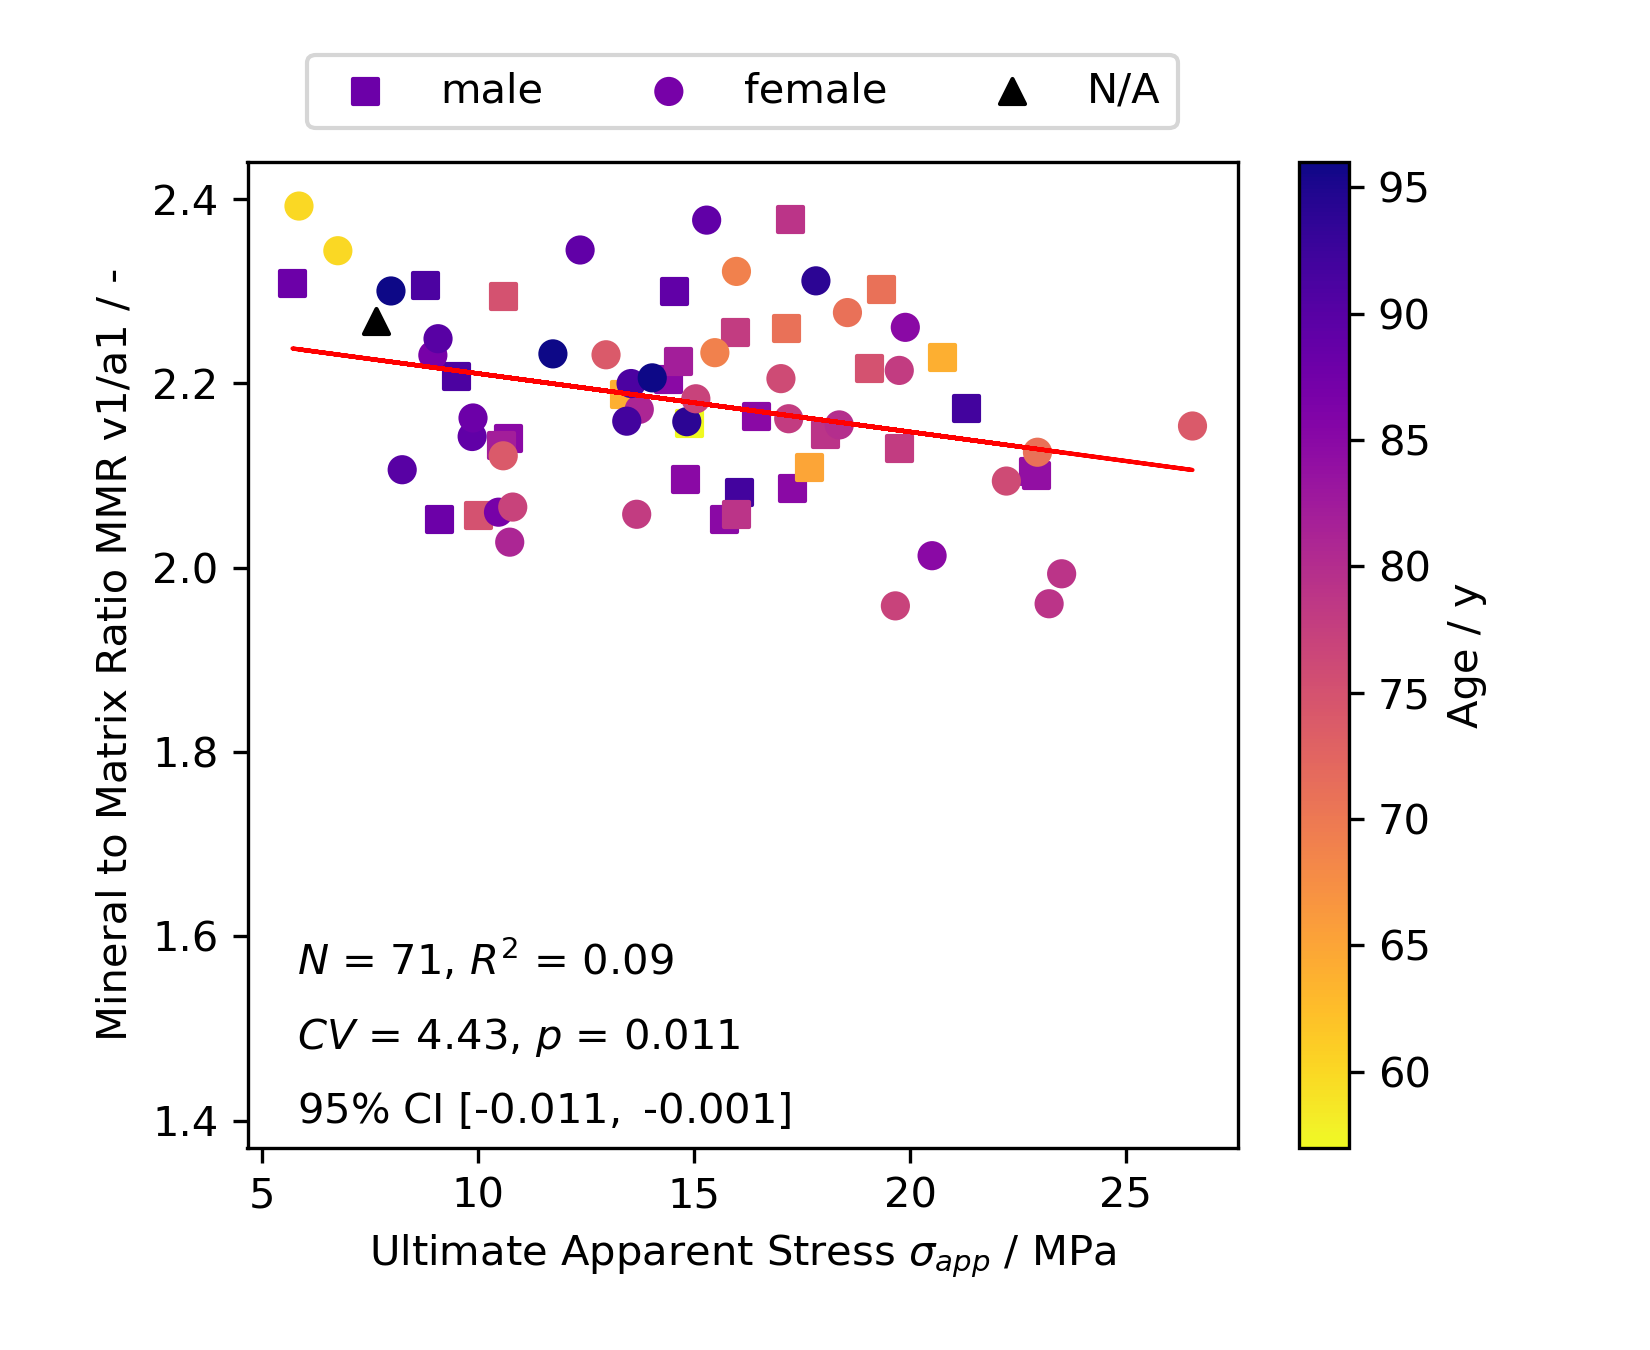 male female N/A
2.4
2.2
2.0
1.8
1.6
1.4
Mineral to Matrix Ratio MMR v1/a1 / -
N = 71, R² = 0.09
CV = 4.43, p = 0.011
95% CI [-0.011, -0.001]
5 10 15 20 25
Ultimate Apparent Stress σ_app / MPa
95
90
85
80
75
70
65
60
Age / y